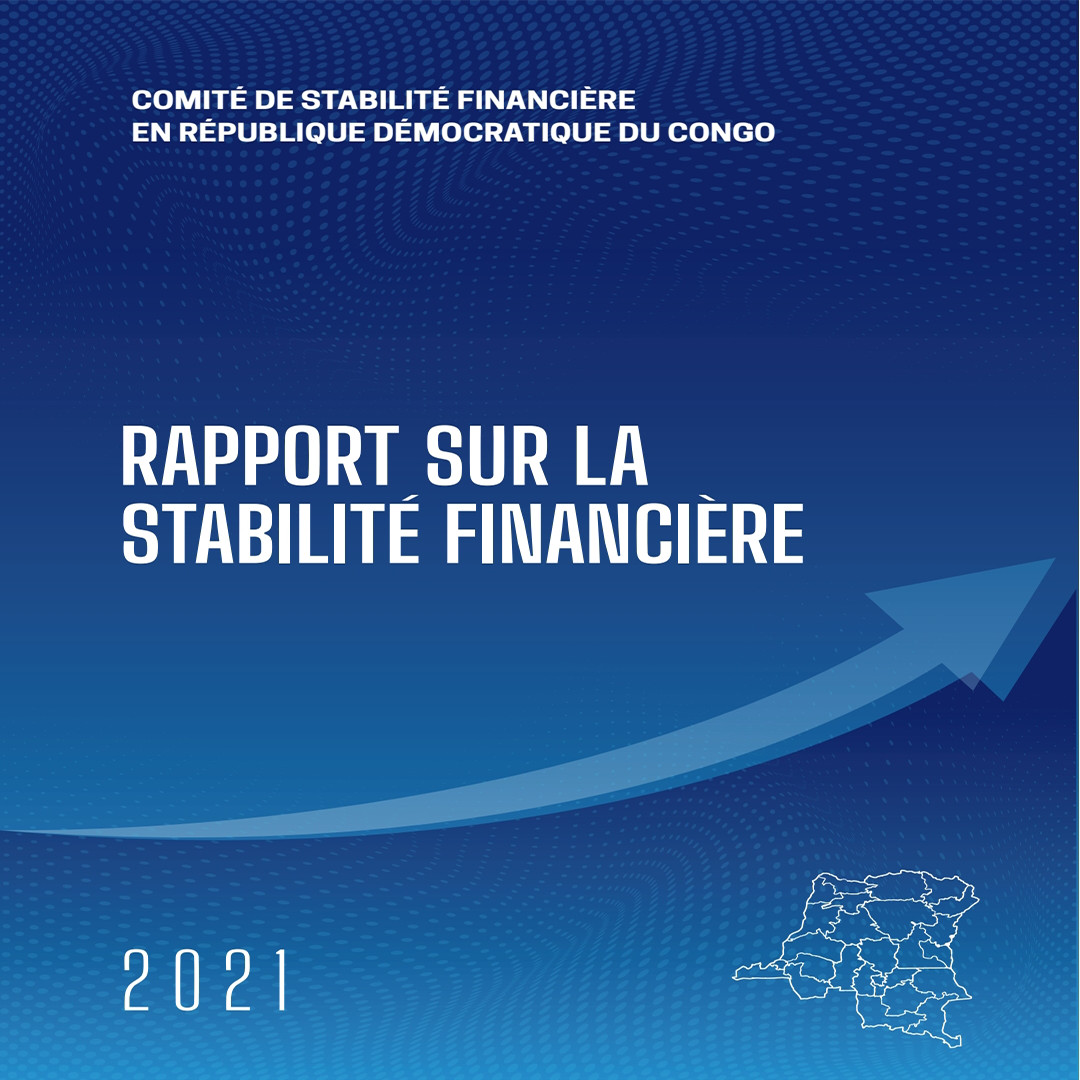 COMITÉ DE STABILITÉ FINANCIÈRE
EN RÉPUBLIQUE DÉMOCRATIQUE DU CONGO
RAPPORT SUR LA
STABILITÉ FINANCIÈRE
2021